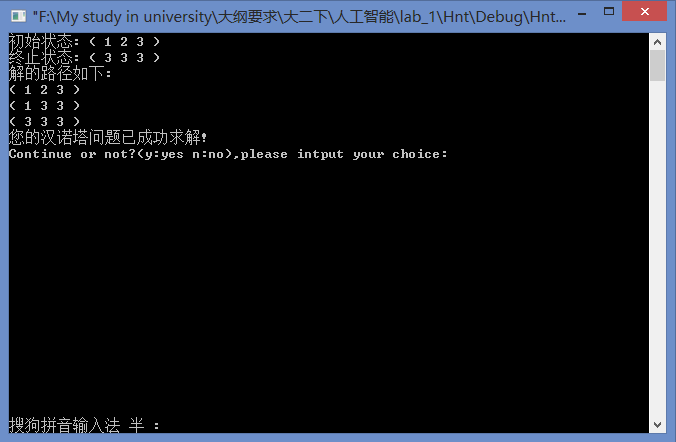 "F:\My study in university\大纲要求\大二下\人工智能\lab_1\Hnt\Debug\Hnt...
初始状态: ( 1 2 3 )
终止状态: ( 3 3 3 )
解的路径如下:
( 1 2 3 )
( 1 3 3 )
( 3 3 3 )
您的汉诺塔问题已成功求解!
Continue or not?(y:yes n:no),please intput your choice:
搜狗拼音输入法 半 :